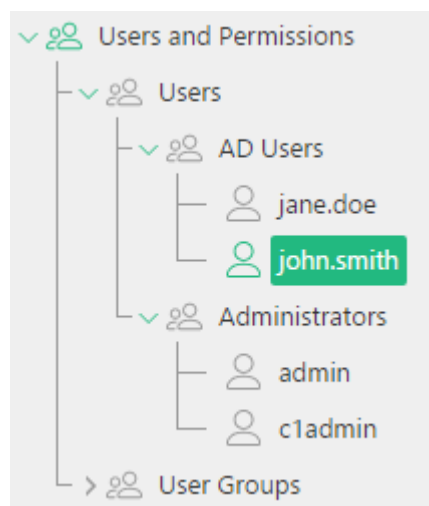 Users and Permissions
Users
AD Users
jane.doe
john.smith
Administrators
admin
c1admin
User Groups